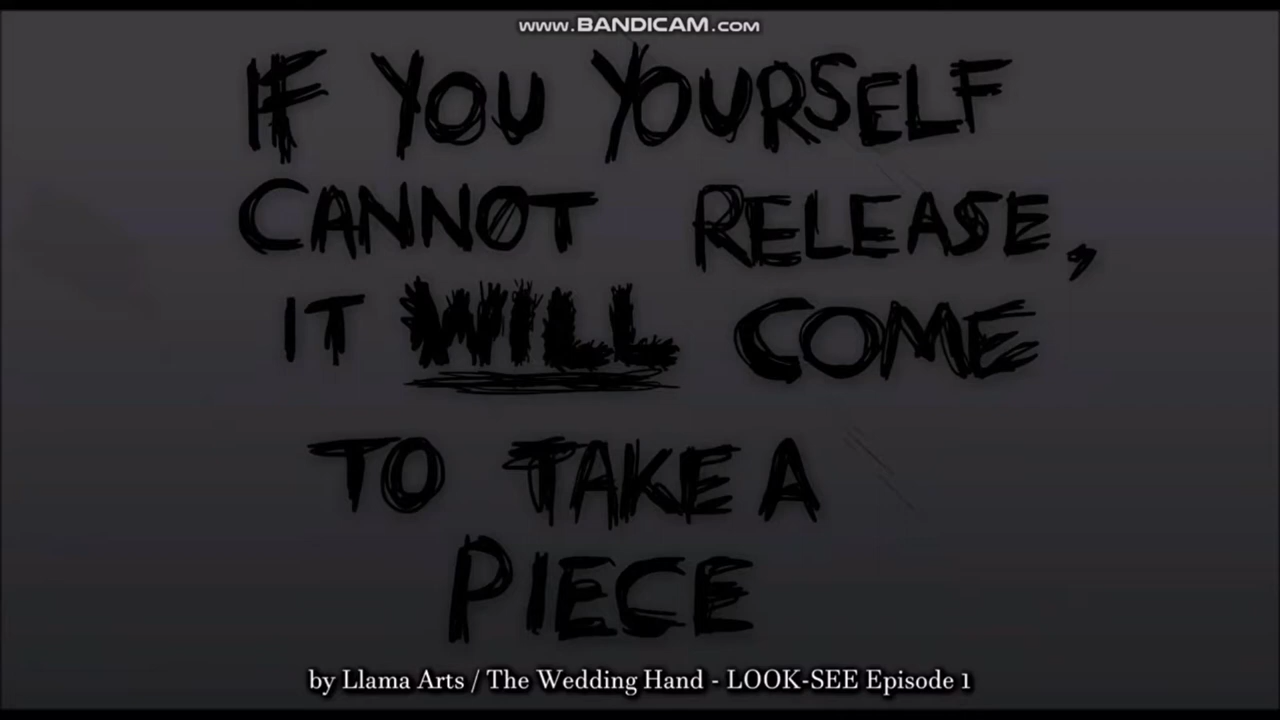 www.BANDICAM.com
IF YOU YOURSELF
CANNOT RELEASE,
IT WILL COME
TO TAKE A
PIECE
by Llama Arts / The Wedding Hand - LOOK-SEE Episode 1